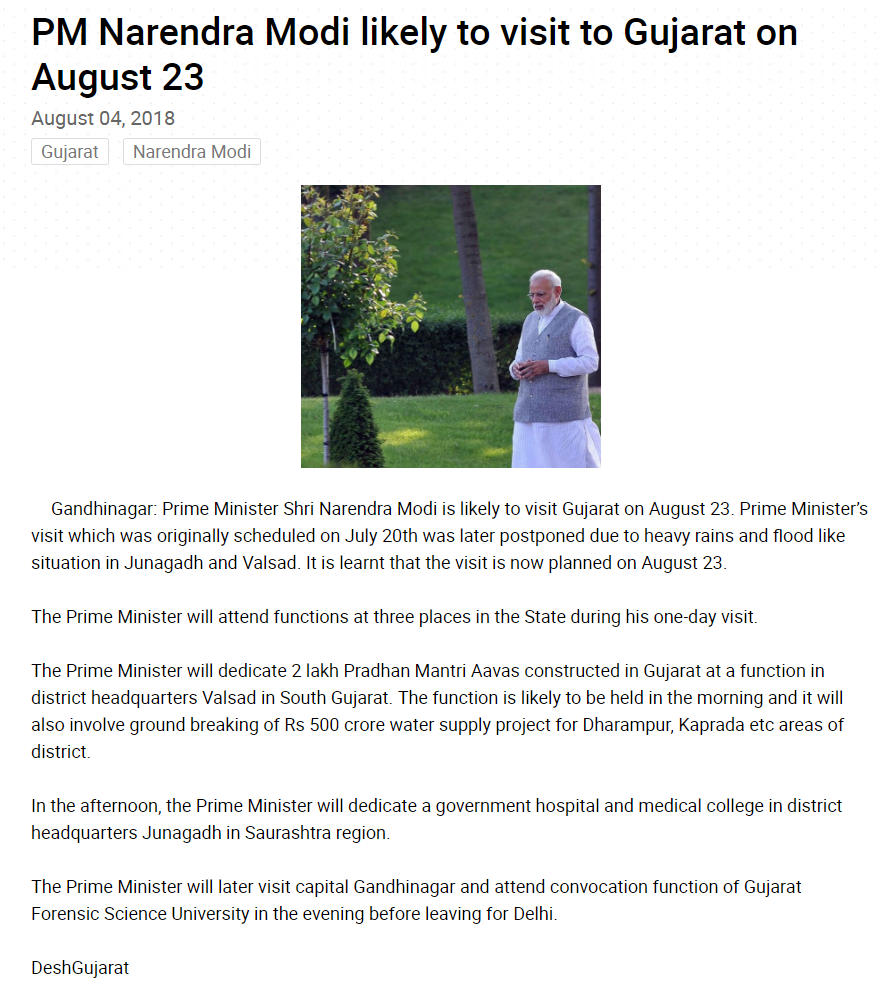 PM Narendra Modi likely to visit to Gujarat on
August 23
August 04, 2018
Gujarat Narendra Modi
Gandhinagar: Prime Minister Shri Narendra Modi is likely to visit Gujarat on August 23. Prime Minister’s
visit which was originally scheduled on July 20th was later postponed due to heavy rains and flood like
situation in Junagadh and Valsad. It is learnt that the visit is now planned on August 23.
The Prime Minister will attend functions at three places in the State during his one-day visit.
The Prime Minister will dedicate 2 lakh Pradhan Mantri Aavas constructed in Gujarat at a function in
district headquarters Valsad in South Gujarat. The function is likely to be held in the morning and it will
also involve ground breaking of Rs 500 crore water supply project for Dharampur, Kaprada etc areas of
district.
In the afternoon, the Prime Minister will dedicate a government hospital and medical college in district
headquarters Junagadh in Saurashtra region.
The Prime Minister will later visit capital Gandhinagar and attend convocation function of Gujarat
Forensic Science University in the evening before leaving for Delhi.
DeshGujarat